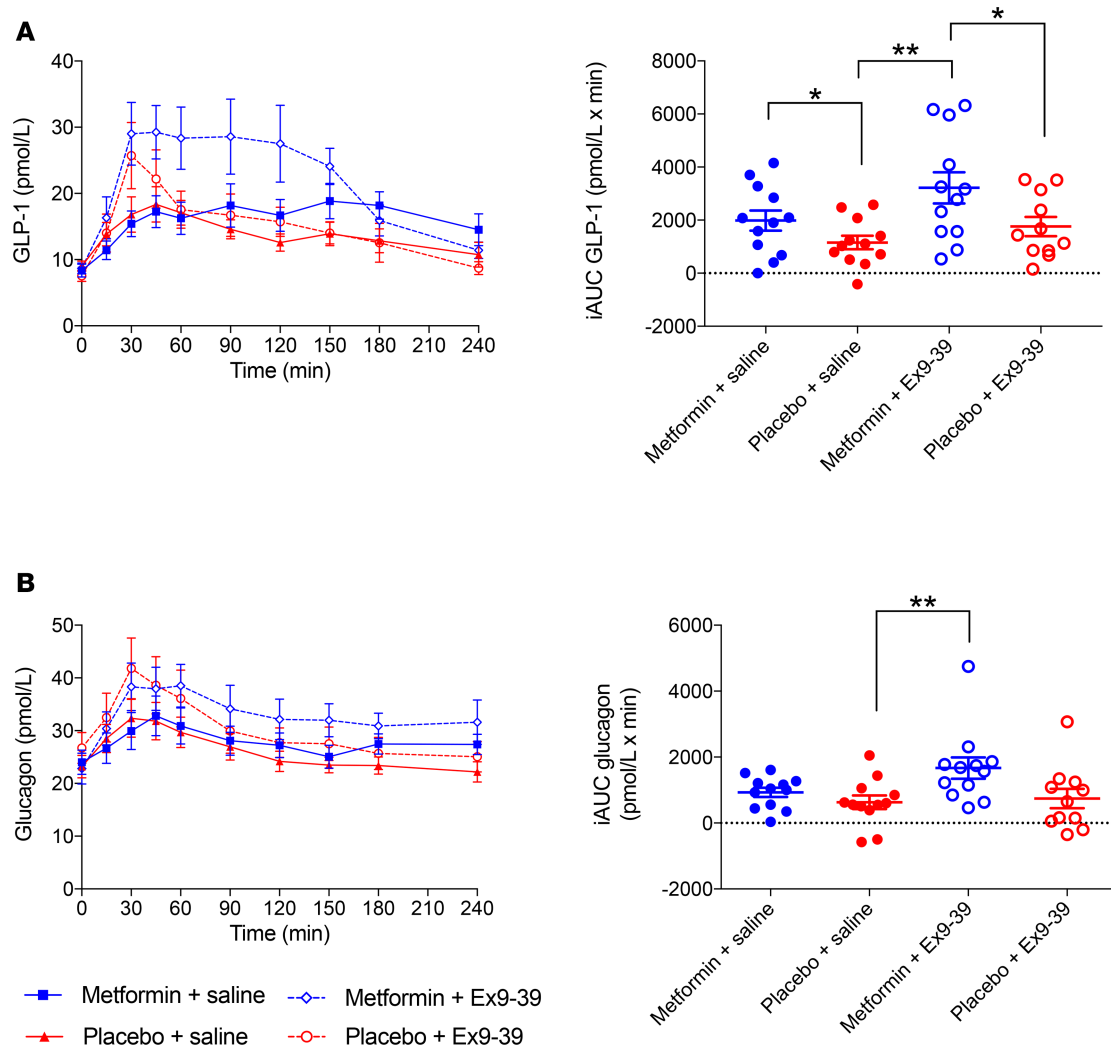 A
GLP-1 (pmol/L)
40
30
20
10
0
0 30 60 90 120 150 180 210 240
Time (min)
iAUC GLP-1 (pmol/L x min)
8000
6000
4000
2000
0
-2000
*
**
*
Metformin + saline
Placebo + saline
Metformin + Ex9-39
Placebo + Ex9-39
B
Glucagon (pmol/L)
50
40
30
20
10
0
0 30 60 90 120 150 180 210 240
Time (min)
iAUC glucagon
(pmol/L x min)
6000
4000
2000
0
-2000
**
Metformin + saline
Placebo + saline
Metformin + Ex9-39
Placebo + Ex9-39
Metformin + saline
Metformin + Ex9-39
Placebo + saline
Placebo + Ex9-39